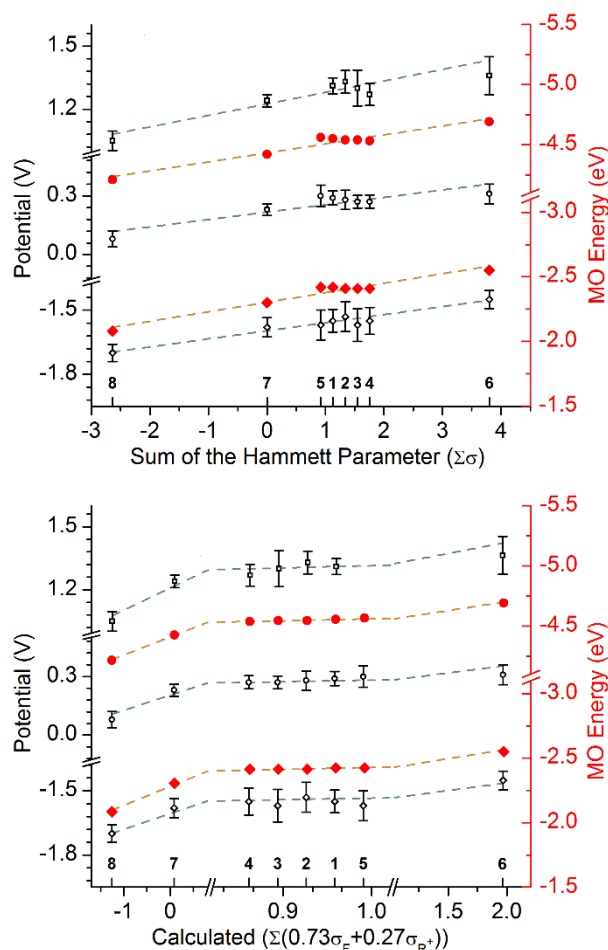 1.5
1.2
0.3
0.0
-1.5
-1.8
Potential (V)
-5.5
-5.0
-4.5
-3.0
-2.5
-2.0
-1.5
MO Energy (eV)
8 7 5 1 2 3 4 6
-3 -2 -1 0 1 2 3 4
Sum of the Hammett Parameter (Σσ)
1.5
1.2
0.3
0.0
-1.5
-1.8
Potential (V)
-5.5
-5.0
-4.5
-3.0
-2.5
-2.0
-1.5
MO Energy (eV)
8 7 4 3 2 1 5 6
-1 0 0.9 1.0 1.5 2.0
Calculated (Σ(0.73σF+0.27σR+))